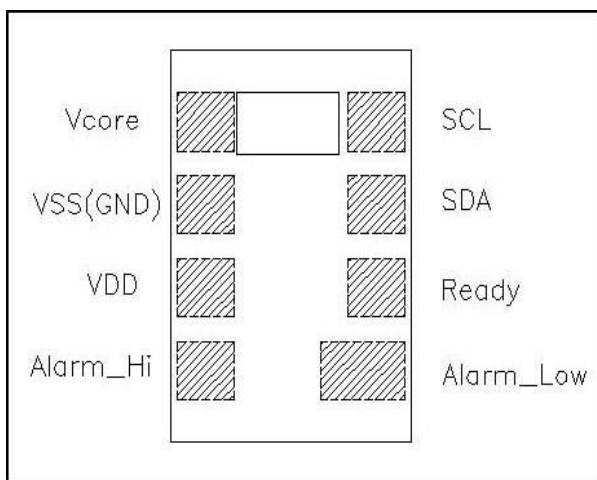 Vcore
SCL
VSS(GND)
SDA
VDD
Ready
Alarm_Hi
Alarm_Low